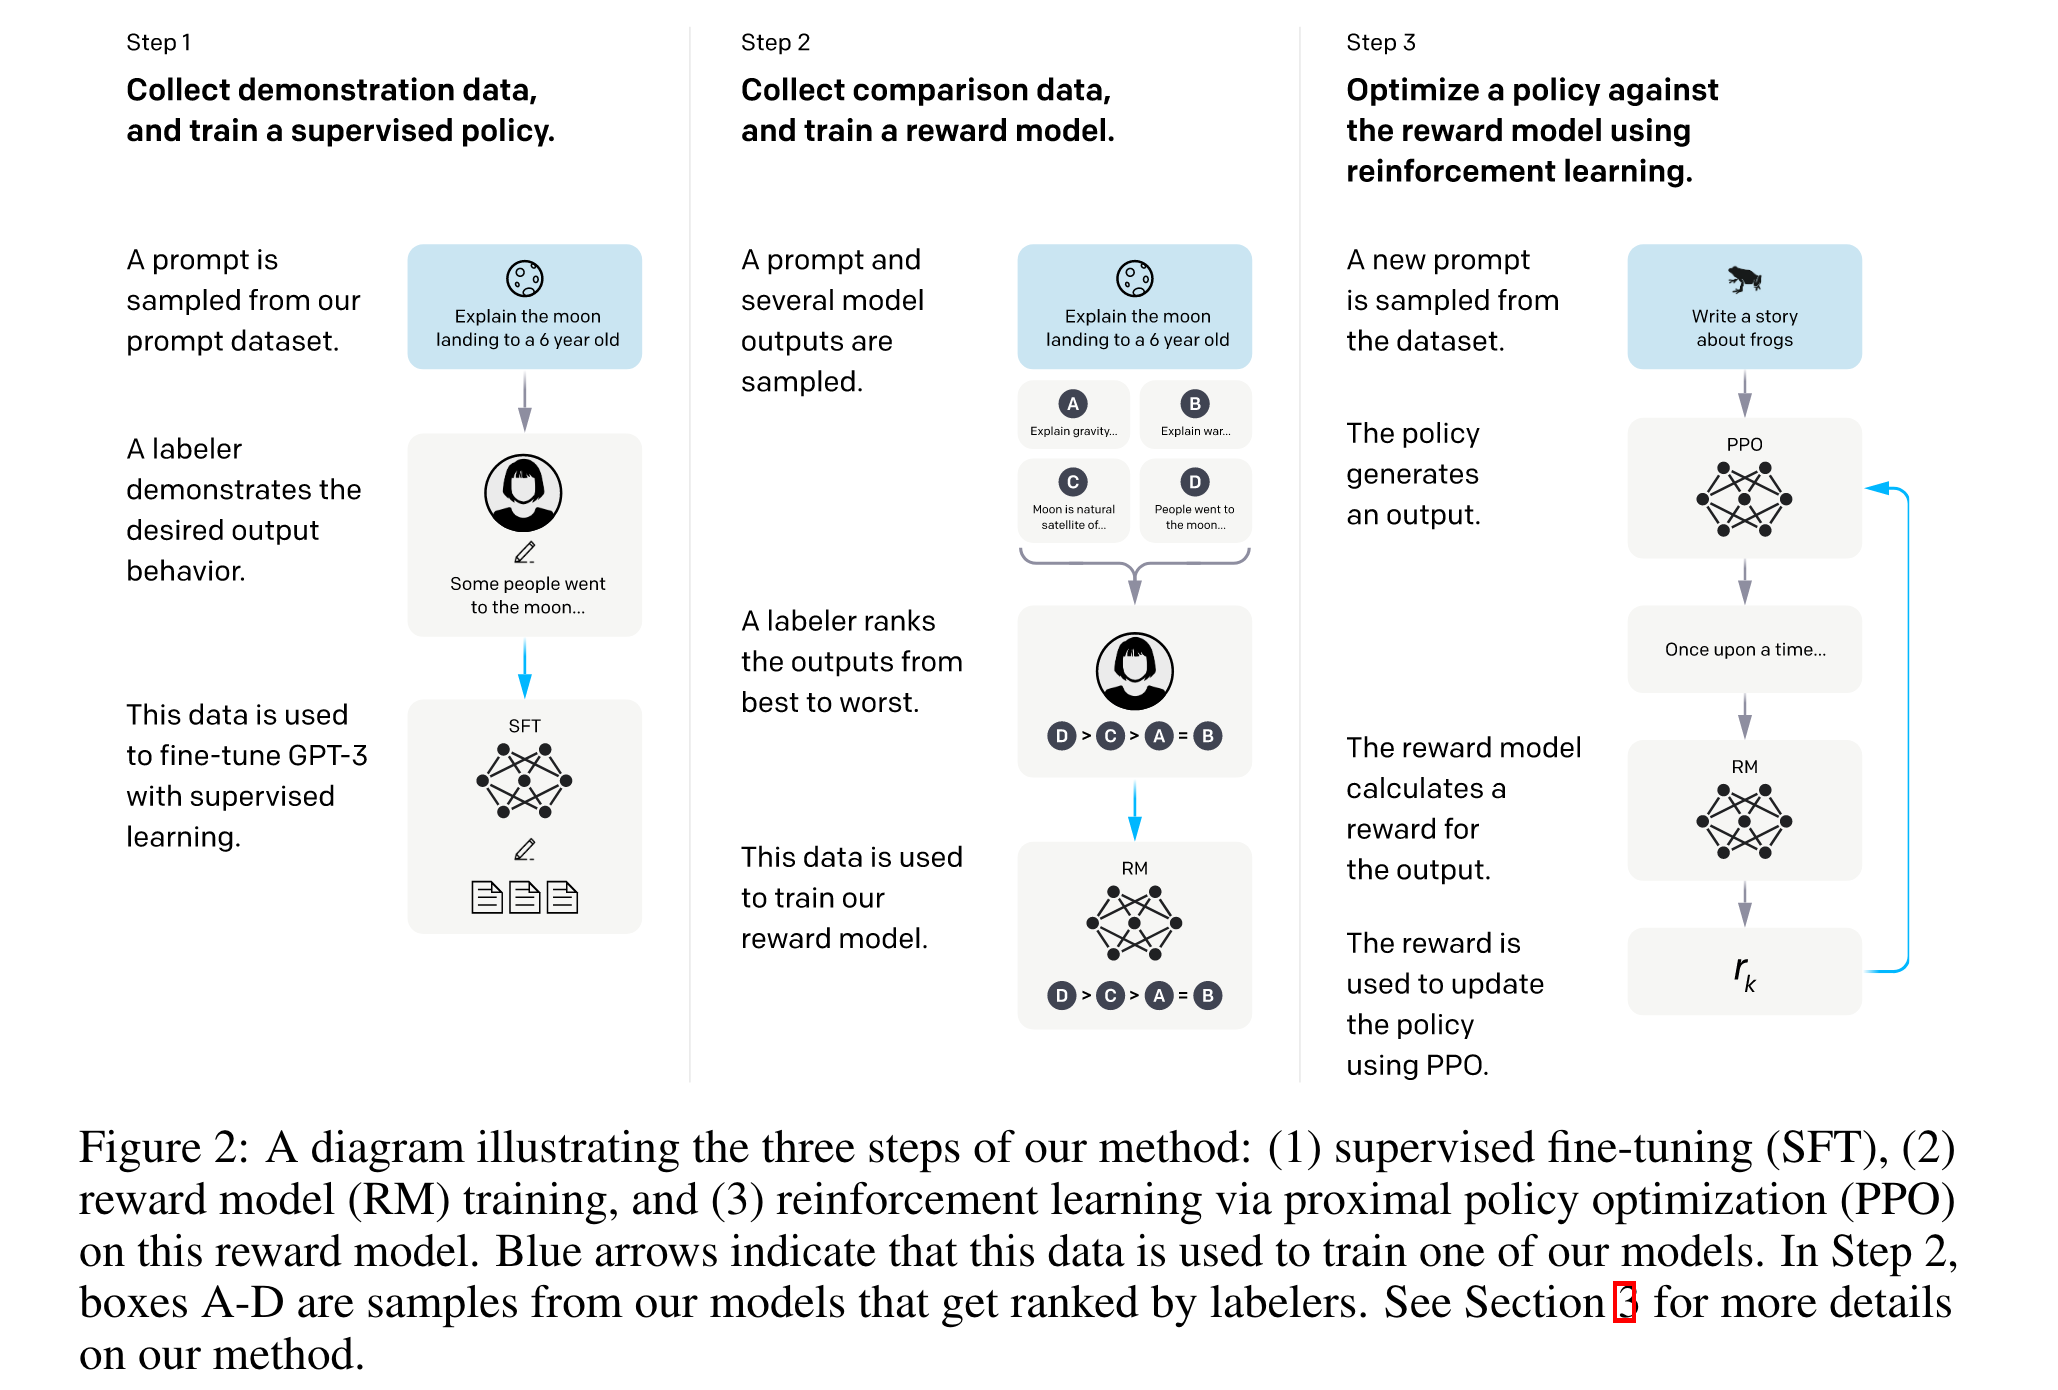 Step 1
Collect demonstration data,
and train a supervised policy.
A prompt is
sampled from our
prompt dataset.
Explain the moon
landing to a 6 year old
A labeler
demonstrates the
desired output
behavior.
Some people went
to the moon...
This data is used
to fine-tune GPT-3
with supervised
learning.
SFT
Step 2
Collect comparison data,
and train a reward model.
A prompt and
several model
outputs are
sampled.
Explain the moon
landing to a 6 year old
A
Explain gravity...
B
Explain war...
C
Moon is natural
satellite of...
D
People went to
the moon...
A labeler ranks
the outputs from
best to worst.
D > C > A = B
This data is used
to train our
reward model.
RM
D > C > A = B
Step 3
Optimize a policy against
the reward model using
reinforcement learning.
A new prompt
is sampled from
the dataset.
Write a story
about frogs
The policy
generates
an output.
PPO
Once upon a time...
The reward model
calculates a
reward for
the output.
RM
The reward is
used to update
the policy
using PPO.
rk
Figure 2: A diagram illustrating the three steps of our method: (1) supervised fine-tuning (SFT), (2)
reward model (RM) training, and (3) reinforcement learning via proximal policy optimization (PPO)
on this reward model. Blue arrows indicate that this data is used to train one of our models. In Step 2,
boxes A-D are samples from our models that get ranked by labelers. See Section 3 for more details
on our method.